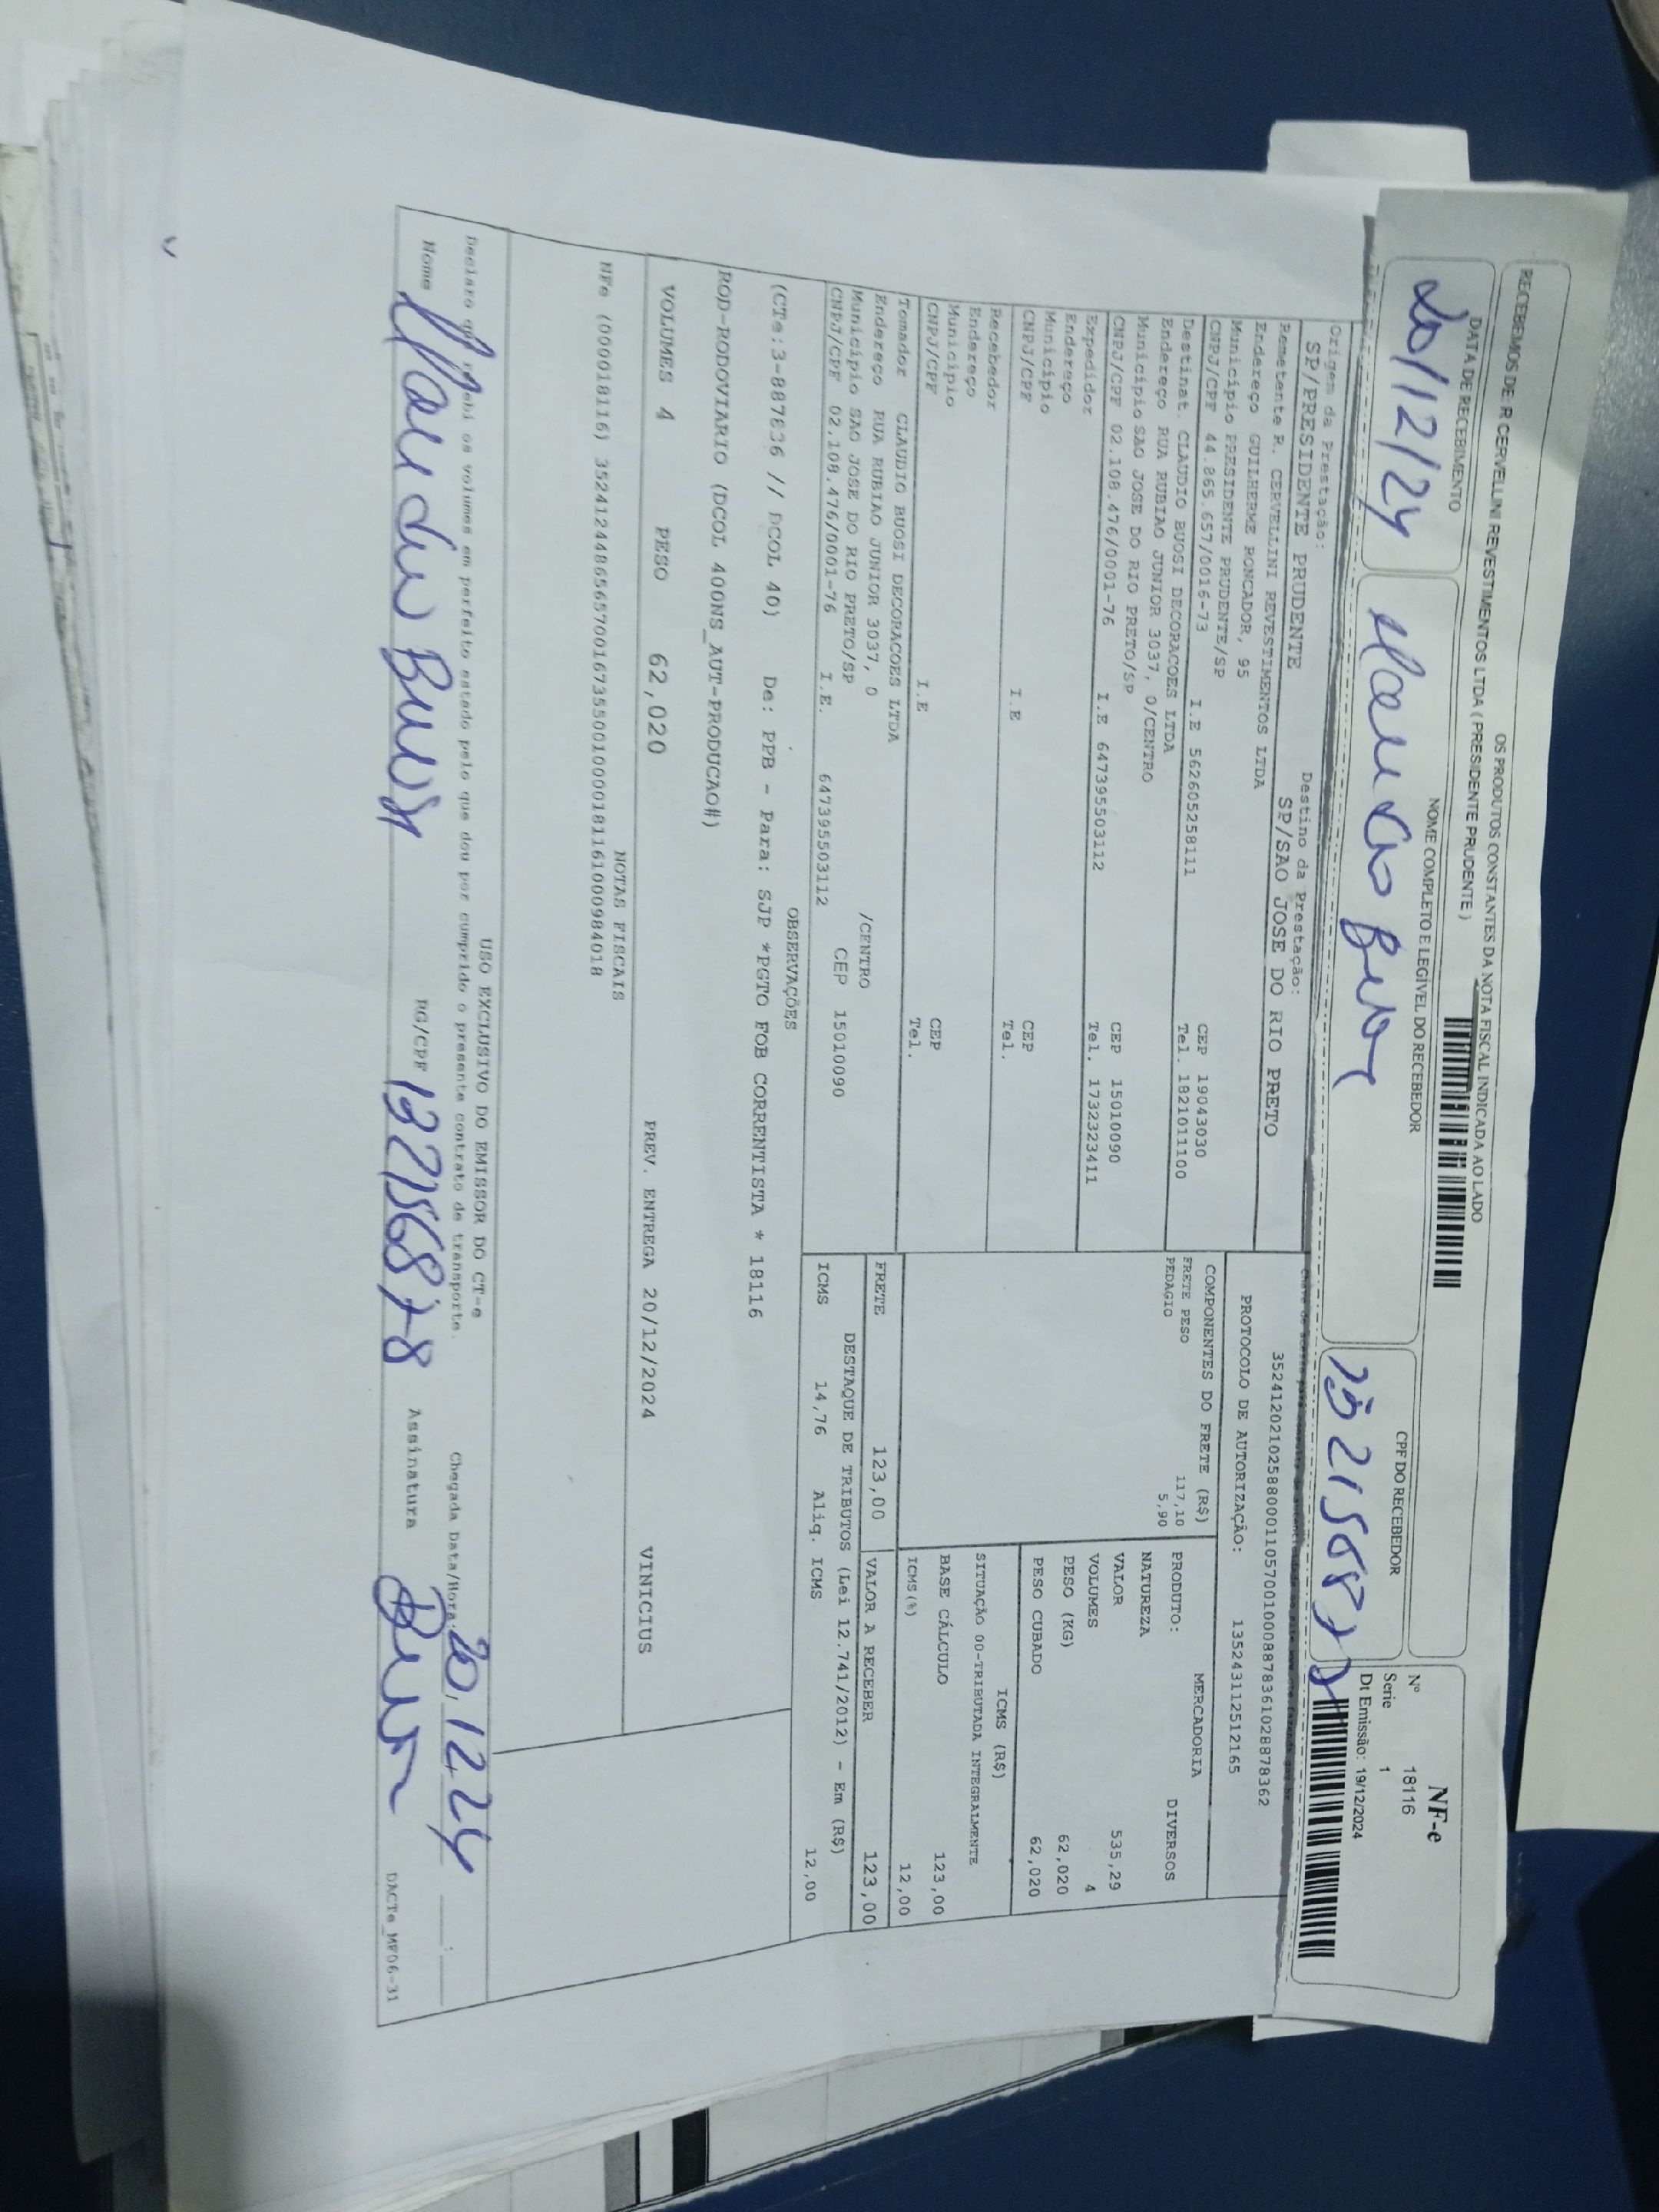 RECEBEMOS DE R CERVELLINI REVESTIMENTOS LTDA ( PRESIDENTE PRUDENTE )
OS PRODUTOS CONSTANTES DA NOTA FISCAL INDICADA AO LADO
DATA DE RECEBIMENTO
20/12/24
NOME COMPLETO E LEGÍVEL DO RECEBEDOR
CPF DO RECEBEDOR
NF-e
Nº 18116
Serie 1
Dt Emissão: 19/12/2024
Origem da Prestação:
SP/PRESIDENTE PRUDENTE
Destino da Prestação:
SP/SAO JOSE DO RIO PRETO
35241202102588000110570010008878361028878362
PROTOCOLO DE AUTORIZAÇÃO: 135243112512165
Remetente R. CERVELLINI REVESTIMENTOS LTDA
Endereço GUILHERME RONCADOR, 95
Município PRESIDENTE PRUDENTE/SP CEP 19043030
CNPJ/CPF 44.865.657/0016-73 I.E 562605258111 Tel. 1821011100
Destinat. CLAUDIO BUOSI DECORACOES LTDA
Endereço RUA RUBIAO JUNIOR 3037, 0/CENTRO
Município SAO JOSE DO RIO PRETO/SP CEP 15010090
CNPJ/CPF 02.108.476/0001-76 I.E 647395503112 Tel. 1732323411
Expedidor
Endereço
Município CEP
CNPJ/CPF I.E Tel.
Recebedor
Endereço
Município CEP
CNPJ/CPF I.E Tel.
Tomador CLAUDIO BUOSI DECORACOES LTDA
Endereço RUA RUBIAO JUNIOR 3037, 0 /CENTRO
Município SAO JOSE DO RIO PRETO/SP CEP 15010090
CNPJ/CPF 02.108.476/0001-76 I.E. 647395503112
COMPONENTES DO FRETE (R$)
FRETE PESO 117,10
PEDAGIO 5,90
MERCADORIA
PRODUTO: DIVERSOS
NATUREZA
VALOR 535,29
VOLUMES 4
PESO (KG) 62,020
PESO CUBADO 62,020
ICMS (R$)
SITUAÇÃO 00-TRIBUTADA INTEGRALMENTE
BASE CÁLCULO 123,00
ICMS(%) 12,00
FRETE 123,00 VALOR A RECEBER 123,00
DESTAQUE DE TRIBUTOS (Lei 12.741/2012) - Em (R$)
ICMS 14,76 Aliq. ICMS 12,00
OBSERVAÇÕES
(CTe:3-887836 // DCOL 40) De: PPB - Para: SJP *PGTO FOB CORRENTISTA * 18116
ROD-RODOVIARIO (DCOL 400NS_AUT-PRODUCAO#)
VOLUMES 4 PESO 62,020 PREV. ENTREGA 20/12/2024 VINICIUS
NOTAS FISCAIS
NFe (000018116) 35241244865657001673550010000181161000984018
USO EXCLUSIVO DO EMISSOR DO CT-e
Declaro que recebi os volumes em perfeito estado pelo que dou por cumprido o presente contrato de transporte.
Chegada Data/Hora: 20, 12, 24
Nome RG/CPF Assinatura
DACTe_MF06-31